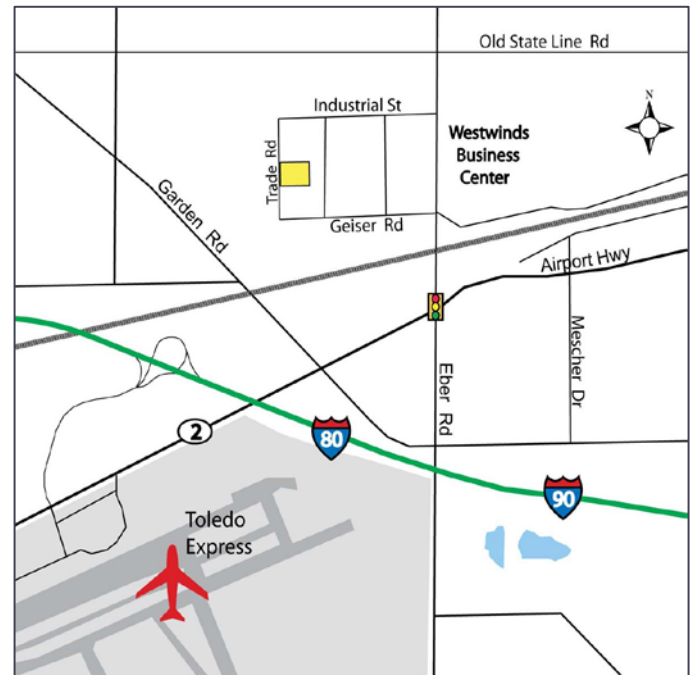 Old State Line Rd
N
Industrial St
Westwinds
Business
Center
Trade Rd
Garden Rd
Geiser Rd
Airport Hwy
Mescher Dr
Eber Rd
2
80
90
Toledo
Express